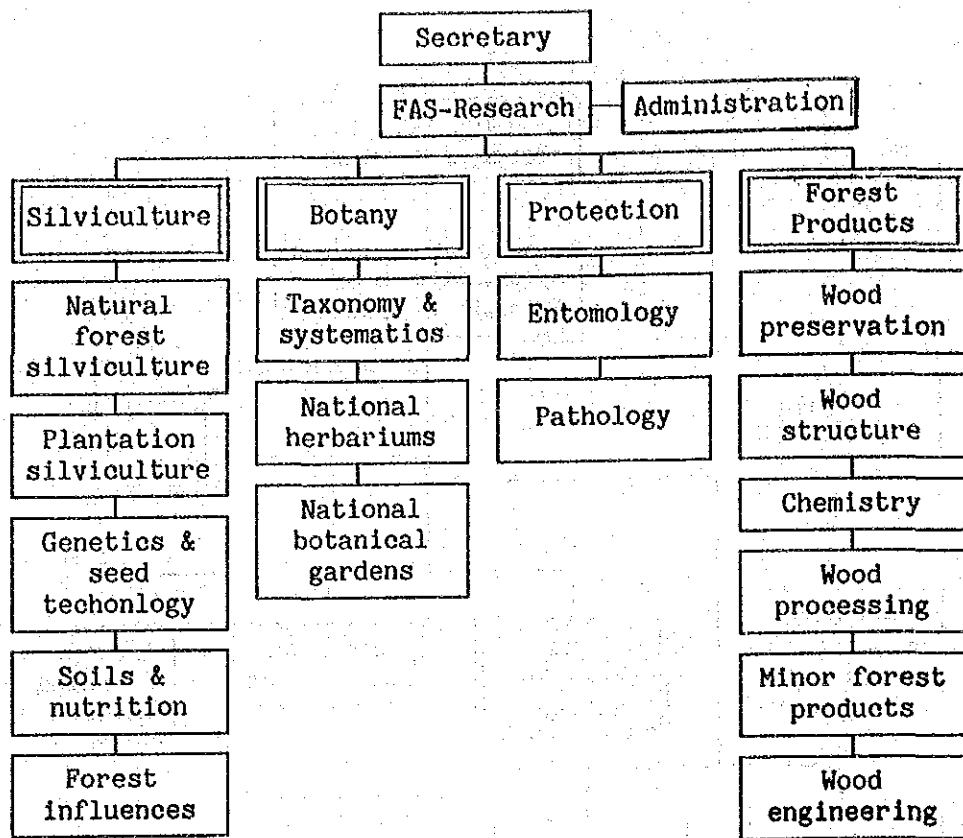 Secretary
FAS-Research
Administration
Silviculture
Natural
forest
silviculture
Plantation
silviculture
Genetics &
seed
techonlogy
Soils &
nutrition
Forest
influences
Botany
Taxonomy &
systematics
National
herbariums
National
botanical
gardens
Protection
Entomology
Pathology
Forest
Products
Wood
preservation
Wood
structure
Chemistry
Wood
processing
Minor forest
products
Wood
engineering